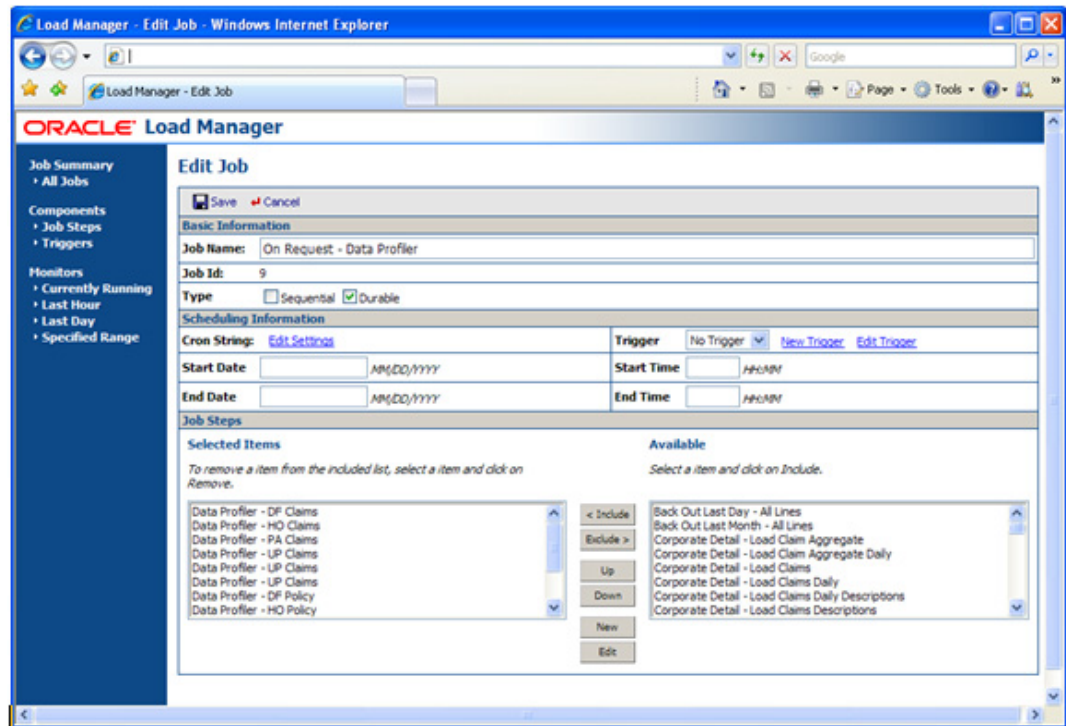 Load Manager - Edit Job - Windows Internet Explorer
Google
Load Manager - Edit Job
Page
Tools
»
ORACLE Load Manager
Job Summary
All Jobs
Components
Job Steps
Triggers
Monitors
Currently Running
Last Hour
Last Day
Specified Range
Edit Job
Save Cancel
Basic Information
Job Name: On Request - Data Profiler
Job Id: 9
Type Sequential Durable
Scheduling Information
Cron String: Edit Settings Trigger No Trigger New Trigger Edit Trigger
Start Date MM/DD/YYYY Start Time HH:MM
End Date MM/DD/YYYY End Time HH:MM
Job Steps
Selected Items
To remove a item from the included list, select a item and click on
Remove.
Data Profiler - DF Claims
Data Profiler - HO Claims
Data Profiler - PA Claims
Data Profiler - UP Claims
Data Profiler - UP Claims
Data Profiler - UP Claims
Data Profiler - DF Policy
Data Profiler - HO Policy
< Include
Exclude >
Up
Down
New
Edit
Available
Select a item and click on Include.
Back Out Last Day - All Lines
Back Out Last Month - All Lines
Corporate Detail - Load Claim Aggregate
Corporate Detail - Load Claim Aggregate Daily
Corporate Detail - Load Claims
Corporate Detail - Load Claims Daily
Corporate Detail - Load Claims Daily Descriptions
Corporate Detail - Load Claims Descriptions